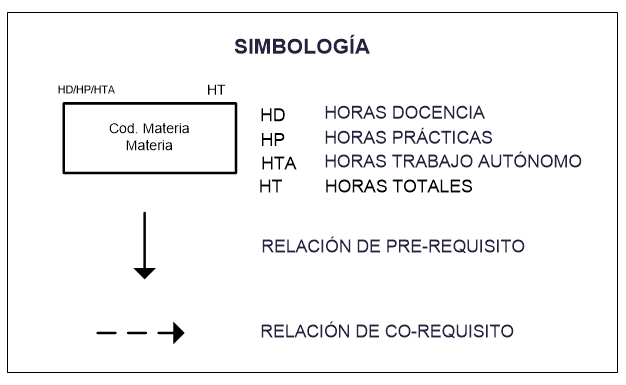 SIMBOLOGÍA
HD/HP/HTA HT
Cod. Materia
Materia
HD HORAS DOCENCIA
HP HORAS PRÁCTICAS
HTA HORAS TRABAJO AUTÓNOMO
HT HORAS TOTALES
RELACIÓN DE PRE-REQUISITO
RELACIÓN DE CO-REQUISITO